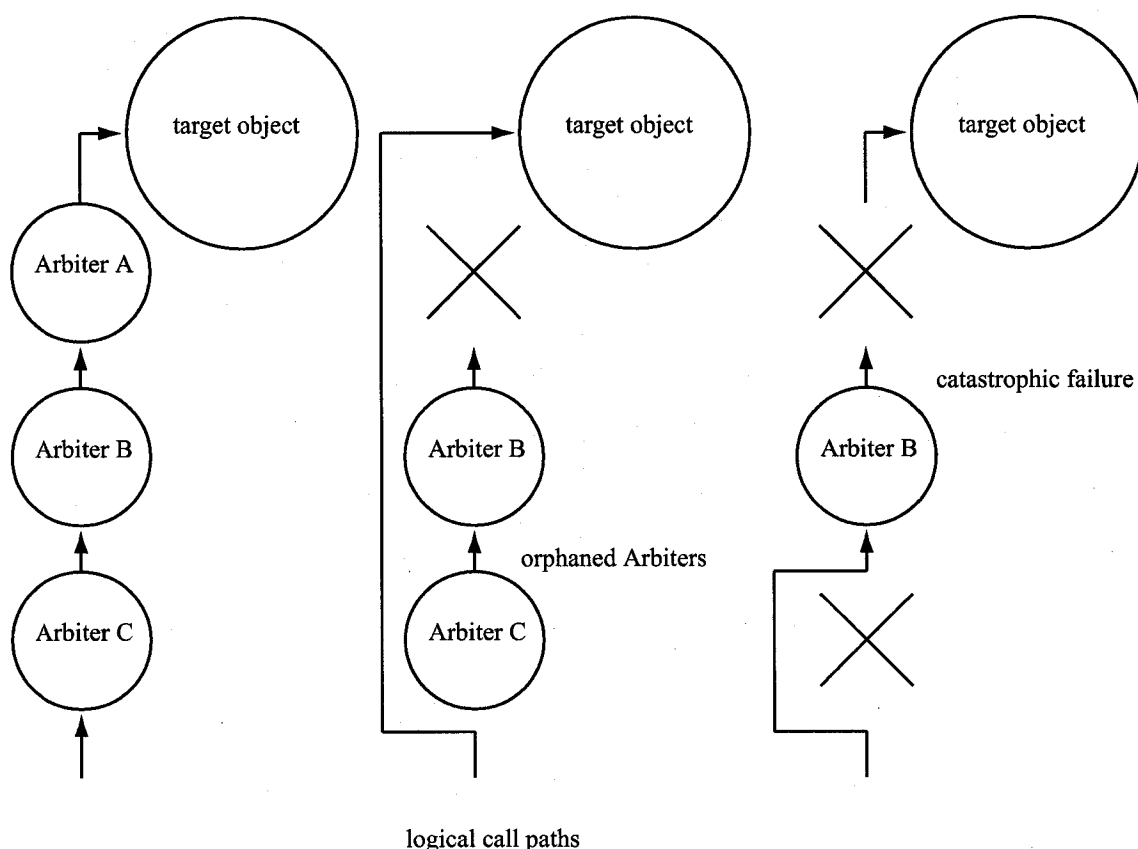 target object
target object
target object
Arbiter A
catastrophic failure
Arbiter B
Arbiter B
Arbiter B
orphaned Arbiters
Arbiter C
Arbiter C
logical call paths